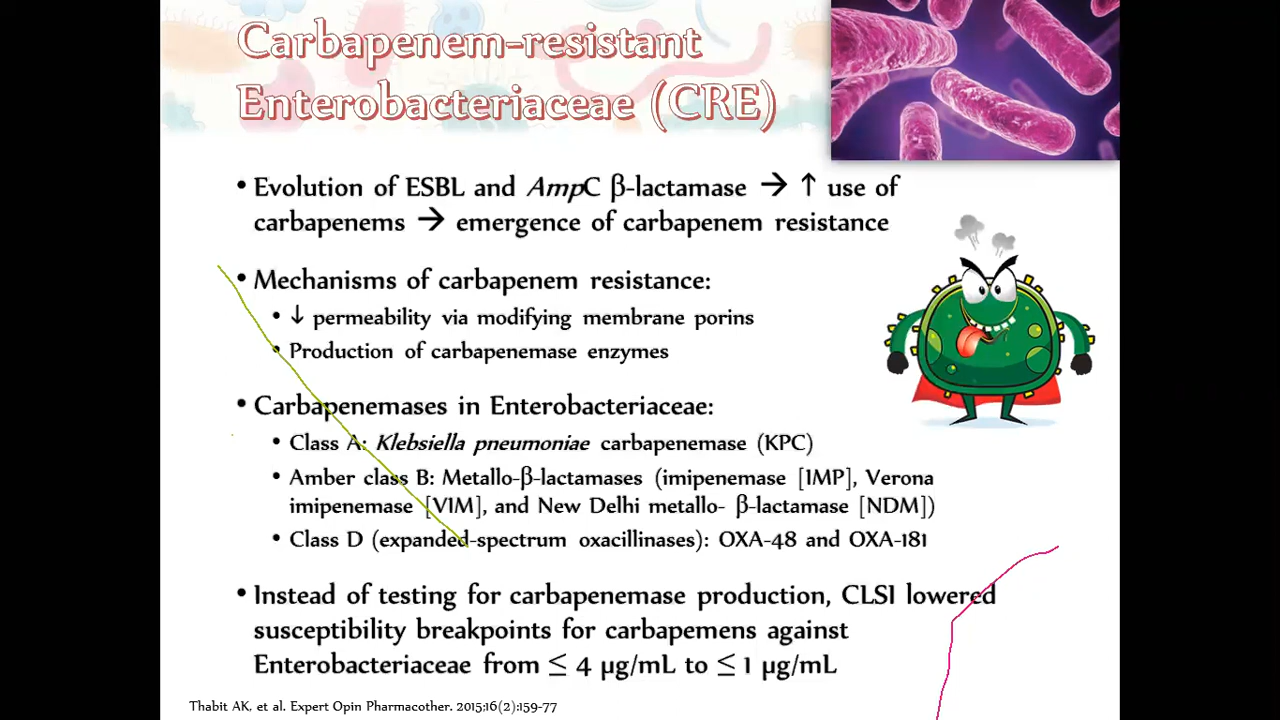 Carbapenem-resistant
Enterobacteriaceae (CRE)
• Evolution of ESBL and AmpC β-lactamase → ↑ use of
carbapenems → emergence of carbapenem resistance
• Mechanisms of carbapenem resistance:
• ↓ permeability via modifying membrane porins
• Production of carbapenemase enzymes
• Carbapenemases in Enterobacteriaceae:
• Class A: Klebsiella pneumoniae carbapenemase (KPC)
• Amber class B: Metallo-β-lactamases (imipenemase [IMP], Verona
imipenemase [VIM], and New Delhi metallo- β-lactamase [NDM])
• Class D (expanded-spectrum oxacillinases): OXA-48 and OXA-181
• Instead of testing for carbapenemase production, CLSI lowered
susceptibility breakpoints for carbapemens against
Enterobacteriaceae from ≤ 4 µg/mL to ≤ 1 µg/mL
Thabit AK, et al. Expert Opin Pharmacother. 2015;16(2):159-77